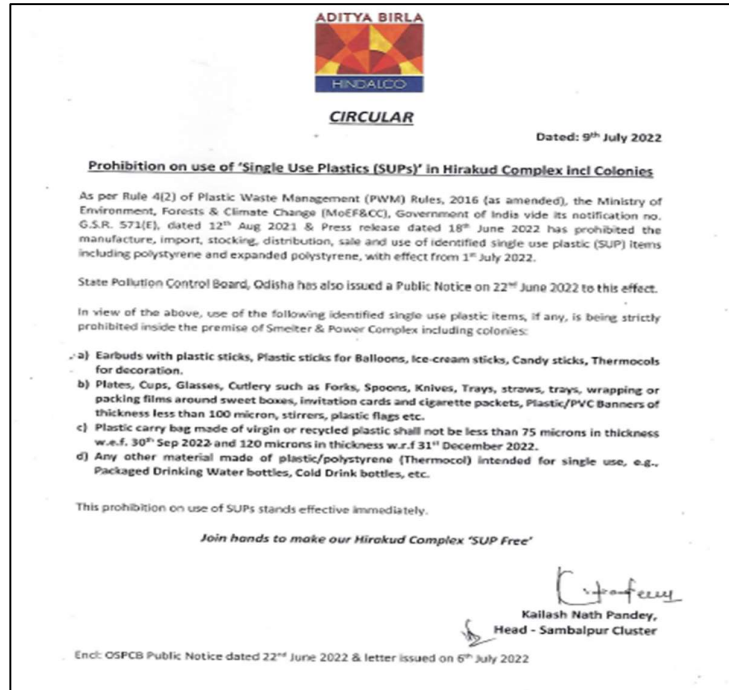 ADITYA BIRLA
HINDALCO
CIRCULAR
Dated: 9th July 2022
Prohibition on use of 'Single Use Plastics (SUPs)' in Hirakud Complex incl Colonies
As per Rule 4(2) of Plastic Waste Management (PWM) Rules, 2016 (as amended), the Ministry of
Environment, Forests & Climate Change (MoEF&CC), Government of India vide its notification no.
G.S.R. 571(E), dated 12th Aug 2021 & Press release dated 18th June 2022 has prohibited the
manufacture, import, stocking, distribution, sale and use of identified single use plastic (SUP) items
including polystyrene and expanded polystyrene, with effect from 1st July 2022.
State Pollution Control Board, Odisha has also issued a Public Notice on 22nd June 2022 to this effect.
In view of the above, use of the following identified single use plastic items, if any, is being strictly
prohibited inside the premise of Smelter & Power Complex including colonies:
a) Earbuds with plastic sticks, Plastic sticks for Balloons, Ice-cream sticks, Candy sticks, Thermocols
for decoration.
b) Plates, Cups, Glasses, Cutlery such as Forks, Spoons, Knives, Trays, straws, trays, wrapping or
packing films around sweet boxes, invitation cards and cigarette packets, Plastic/PVC Banners of
thickness less than 100 micron, stirrers, plastic flags etc.
c) Plastic carry bag made of virgin or recycled plastic shall not be less than 75 microns in thickness
w.e.f. 30th Sep 2022 and 120 microns in thickness w.r.f 31st December 2022.
d) Any other material made of plastic/polystyrene (Thermocol) intended for single use, e.g.,
Packaged Drinking Water bottles, Cold Drink bottles, etc.
This prohibition on use of SUPs stands effective immediately.
Join hands to make our Hirakud Complex 'SUP Free'
Kailash Nath Pandey,
Head - Sambalpur Cluster
Encl: OSPCB Public Notice dated 22nd June 2022 & letter issued on 6th July 2022